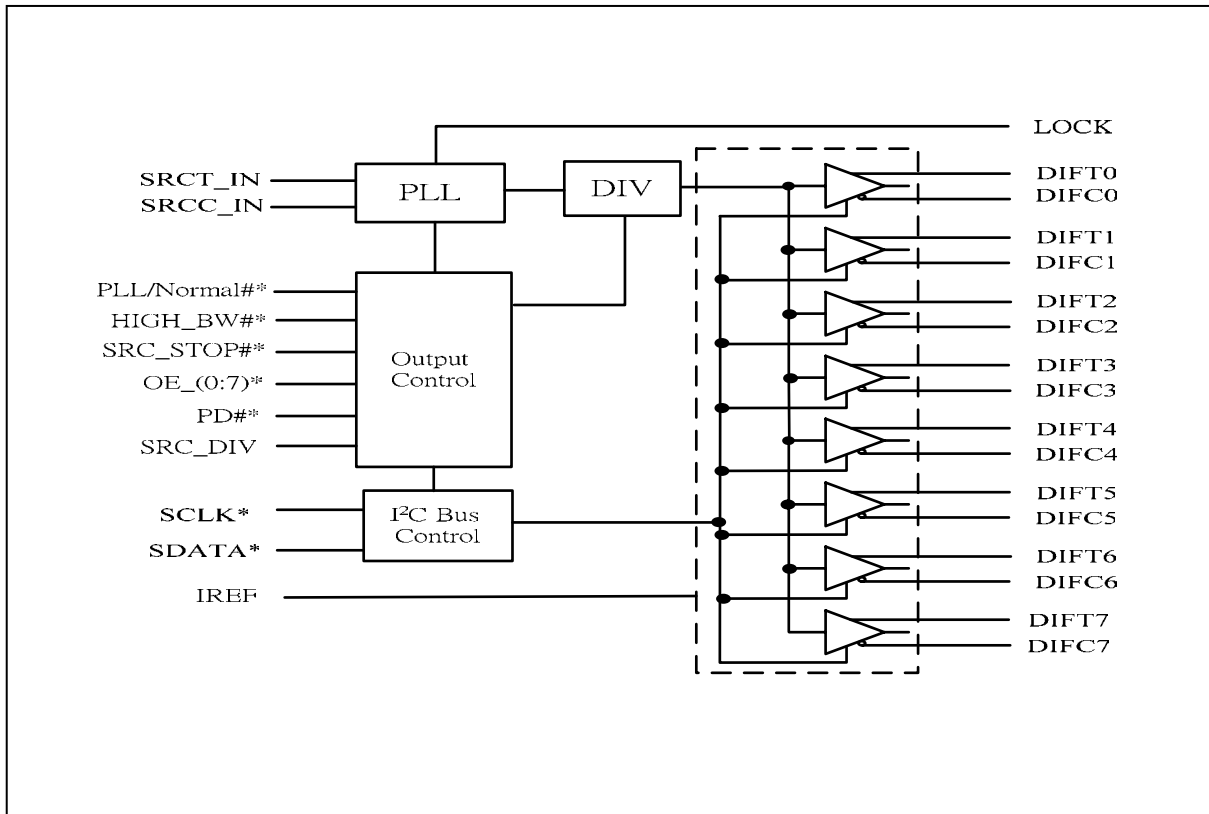 LOCK
SRCT_IN
SRCC_IN
PLL
DIV
DIFT0
DIFC0
DIFT1
DIFC1
PLL/Normal#*
HIGH_BW#*
SRC_STOP#*
OE_(0:7)*
PD#*
SRC_DIV
Output
Control
DIFT2
DIFC2
DIFT3
DIFC3
DIFT4
DIFC4
SCLK*
SDATA*
I²C Bus
Control
DIFT5
DIFC5
IREF
DIFT6
DIFC6
DIFT7
DIFC7